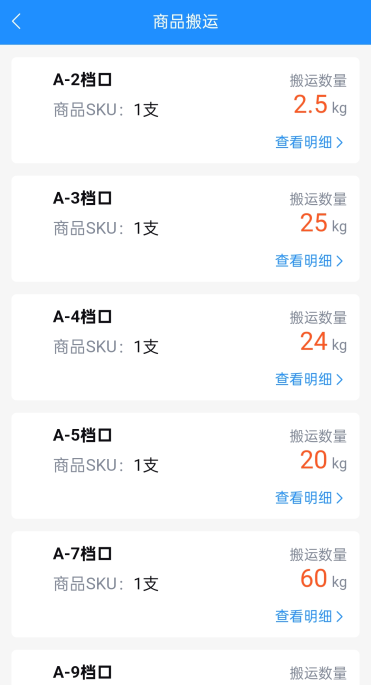 商品搬运
A-2档口
搬运数量
商品SKU： 1支
2.5 kg
查看明细
A-3档口
搬运数量
商品SKU： 1支
25 kg
查看明细
A-4档口
搬运数量
商品SKU： 1支
24 kg
查看明细
A-5档口
搬运数量
商品SKU： 1支
20 kg
查看明细
A-7档口
搬运数量
商品SKU： 1支
60 kg
查看明细
A-9档口
搬运数量